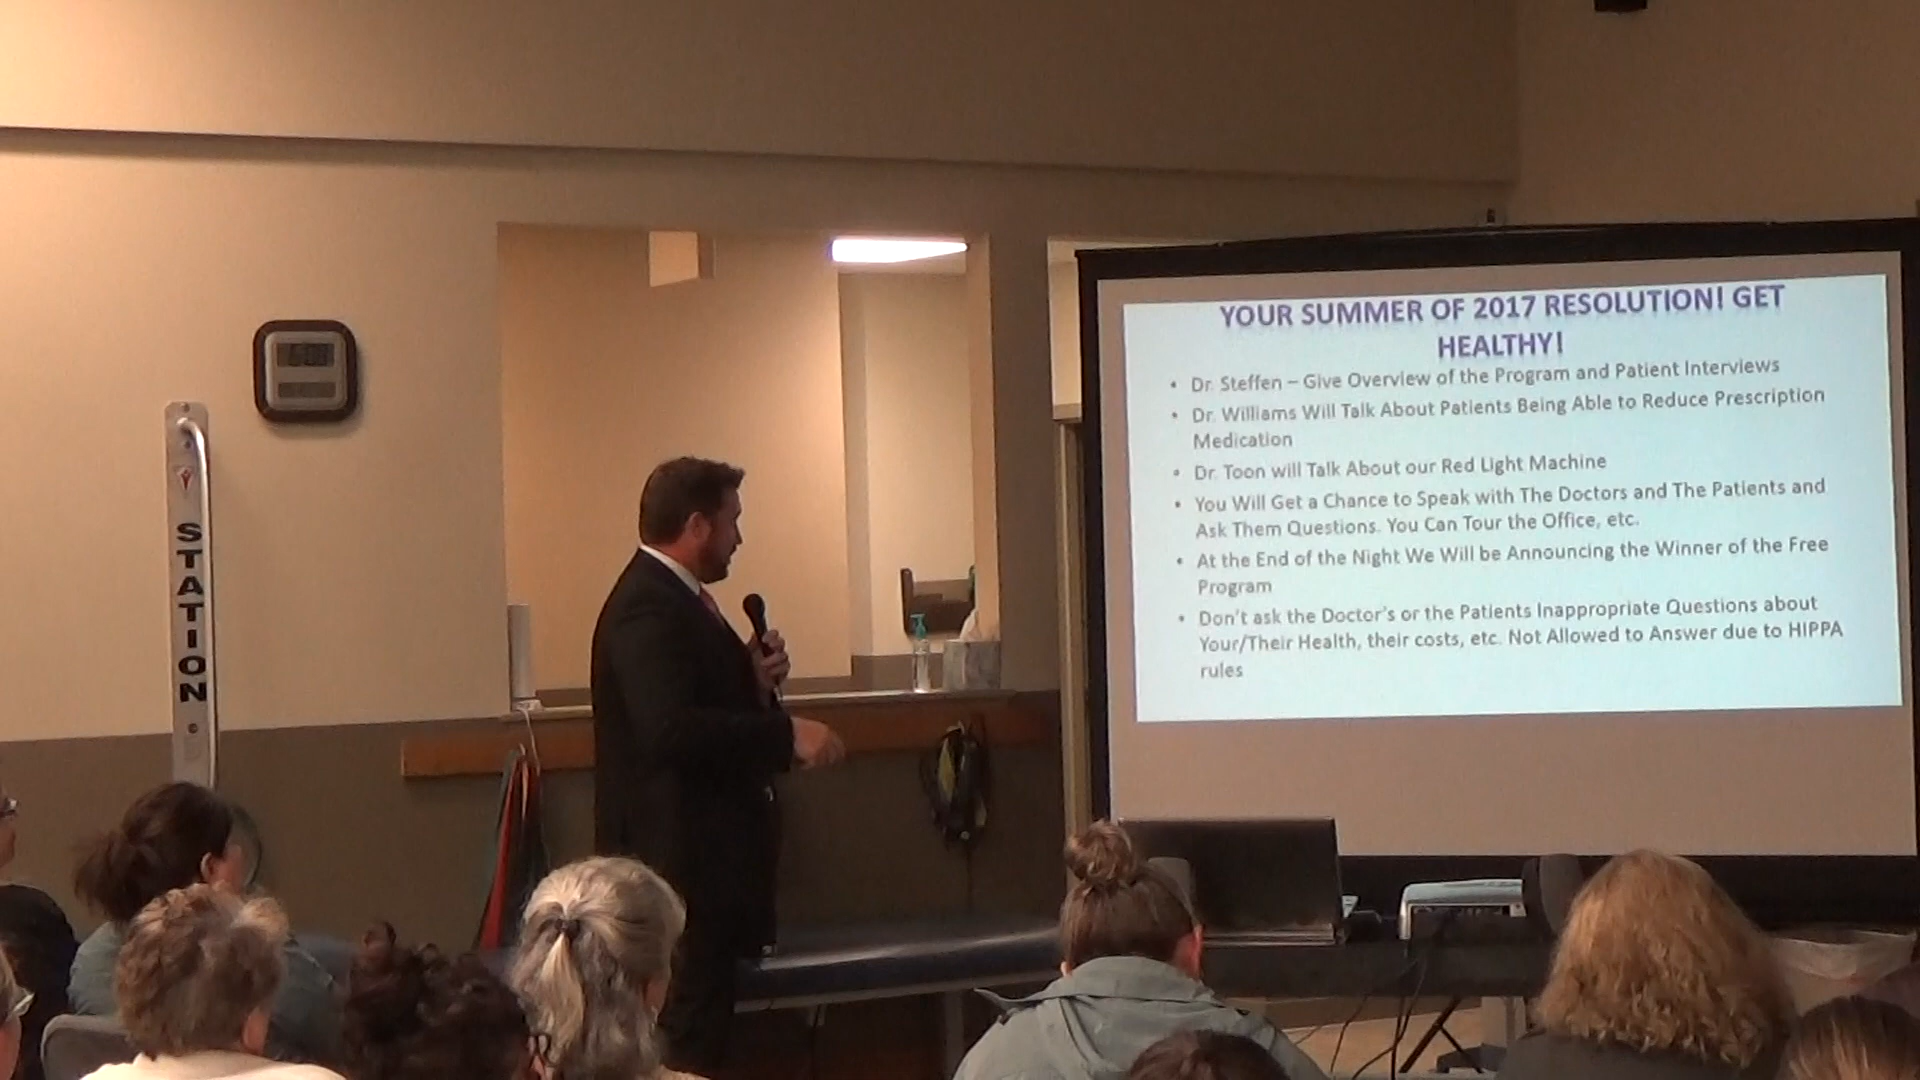 STATION
YOUR SUMMER OF 2017 RESOLUTION! GET
HEALTHY!
• Dr. Steffen – Give Overview of the Program and Patient Interviews
• Dr. Williams Will Talk About Patients Being Able to Reduce Prescription
Medication
• Dr. Toon will Talk About our Red Light Machine
• You Will Get a Chance to Speak with The Doctors and The Patients and
Ask Them Questions. You Can Tour the Office, etc.
• At the End of the Night We Will be Announcing the Winner of the Free
Program
• Don't ask the Doctor's or the Patients Inappropriate Questions about
Your/Their Health, their costs, etc. Not Allowed to Answer due to HIPPA
rules